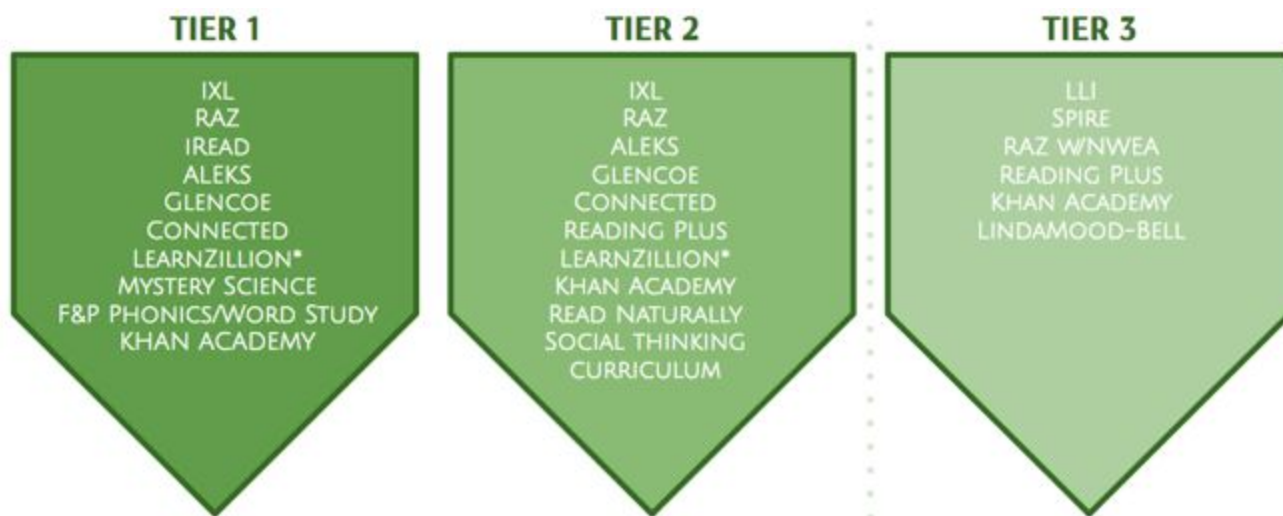 TIER 1
IXL
RAZ
iREAD
ALEKS
GLENCOE
CONNECTED
LEARNZILLION*
MYSTERY SCIENCE
F&P PHONICS/WORD STUDY
KHAN ACADEMY
TIER 2
IXL
RAZ
ALEKS
GLENCOE
CONNECTED
READING PLUS
LEARNZILLION*
KHAN ACADEMY
READ NATURALLY
SOCIAL THINKING
CURRICULUM
TIER 3
LLI
SPIRE
RAZ W/NWEA
READING PLUS
KHAN ACADEMY
LINDAMOOD-BELL